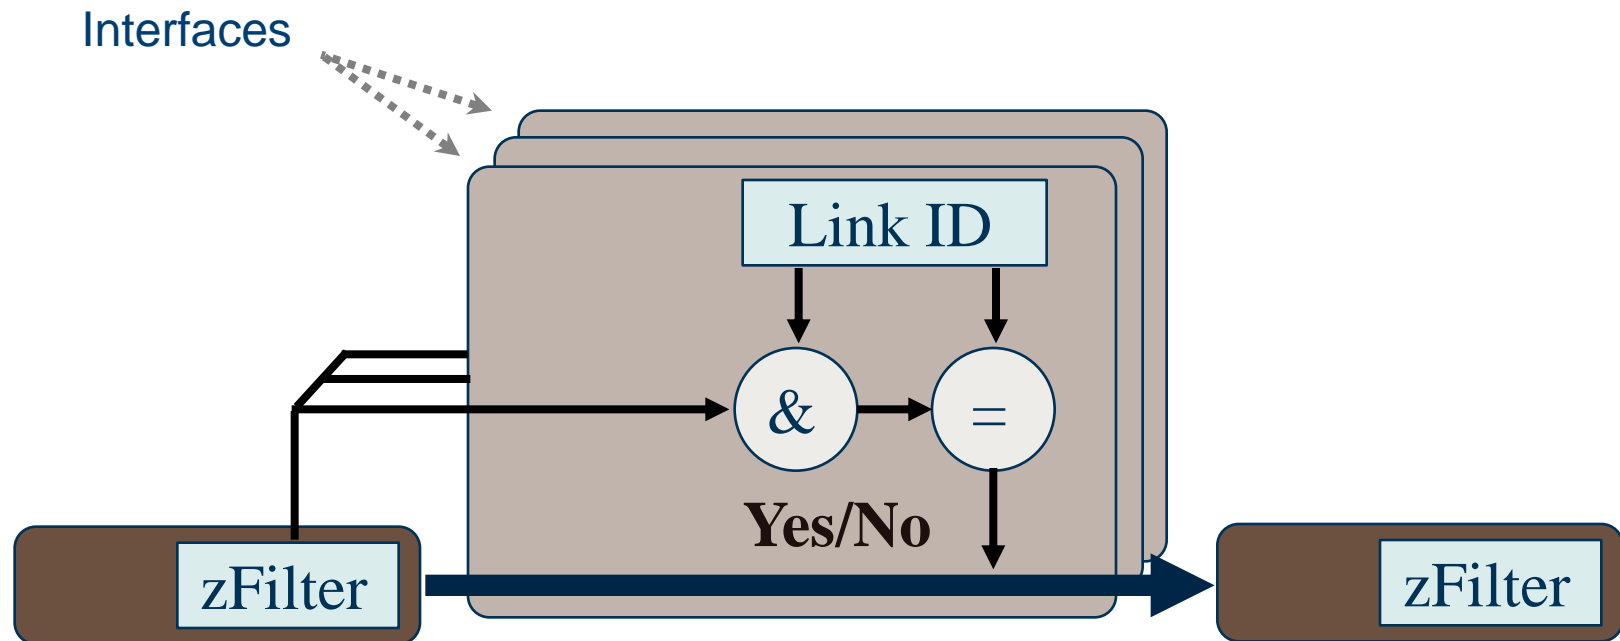 Interfaces
Link ID
& =
Yes/No
zFilter
zFilter